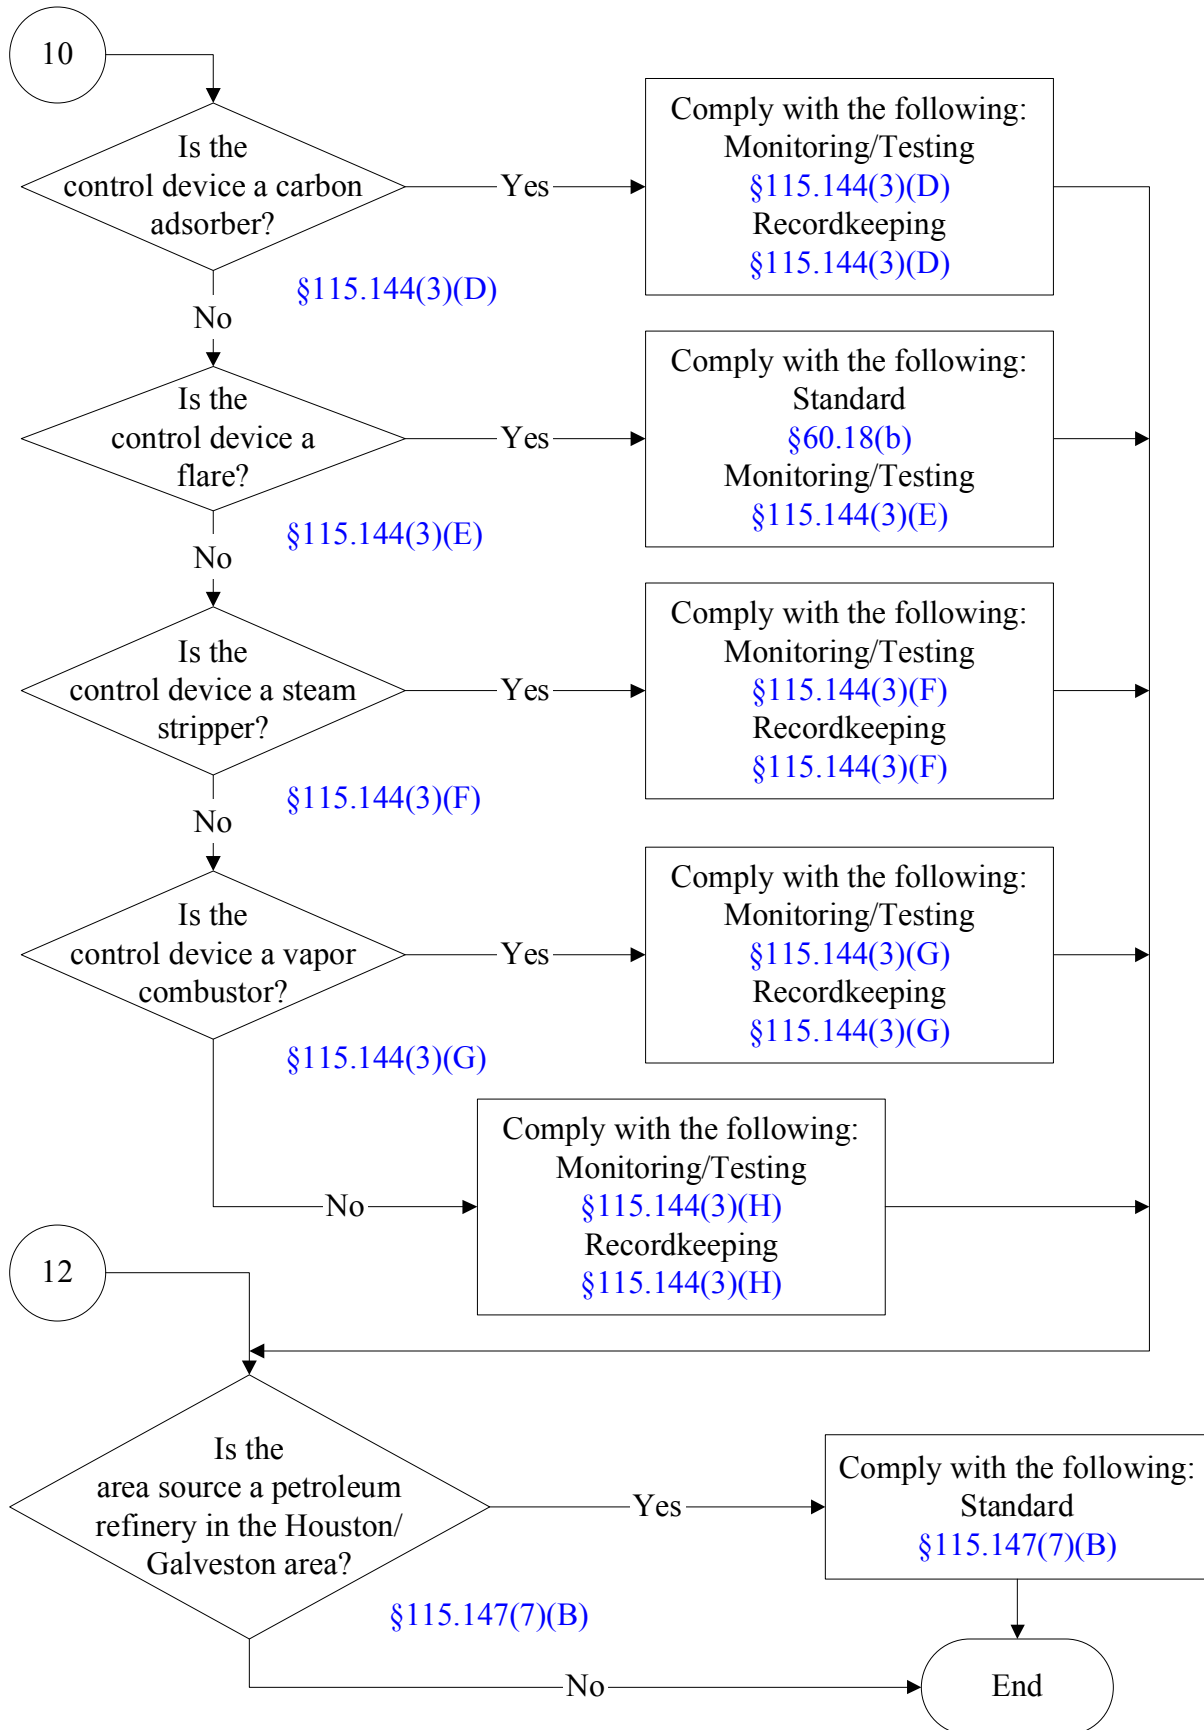 10
Is the
control device a carbon
adsorber?
Yes
Comply with the following:
Monitoring/Testing
§115.144(3)(D)
Recordkeeping
§115.144(3)(D)
§115.144(3)(D)
No
Is the
control device a
flare?
Yes
Comply with the following:
Standard
§60.18(b)
Monitoring/Testing
§115.144(3)(E)
§115.144(3)(E)
No
Is the
control device a steam
stripper?
Yes
Comply with the following:
Monitoring/Testing
§115.144(3)(F)
Recordkeeping
§115.144(3)(F)
§115.144(3)(F)
No
Is the
control device a vapor
combustor?
Yes
Comply with the following:
Monitoring/Testing
§115.144(3)(G)
Recordkeeping
§115.144(3)(G)
§115.144(3)(G)
No
Comply with the following:
Monitoring/Testing
§115.144(3)(H)
Recordkeeping
§115.144(3)(H)
12
Is the
area source a petroleum
refinery in the Houston/
Galveston area?
Yes
Comply with the following:
Standard
§115.147(7)(B)
§115.147(7)(B)
No
End